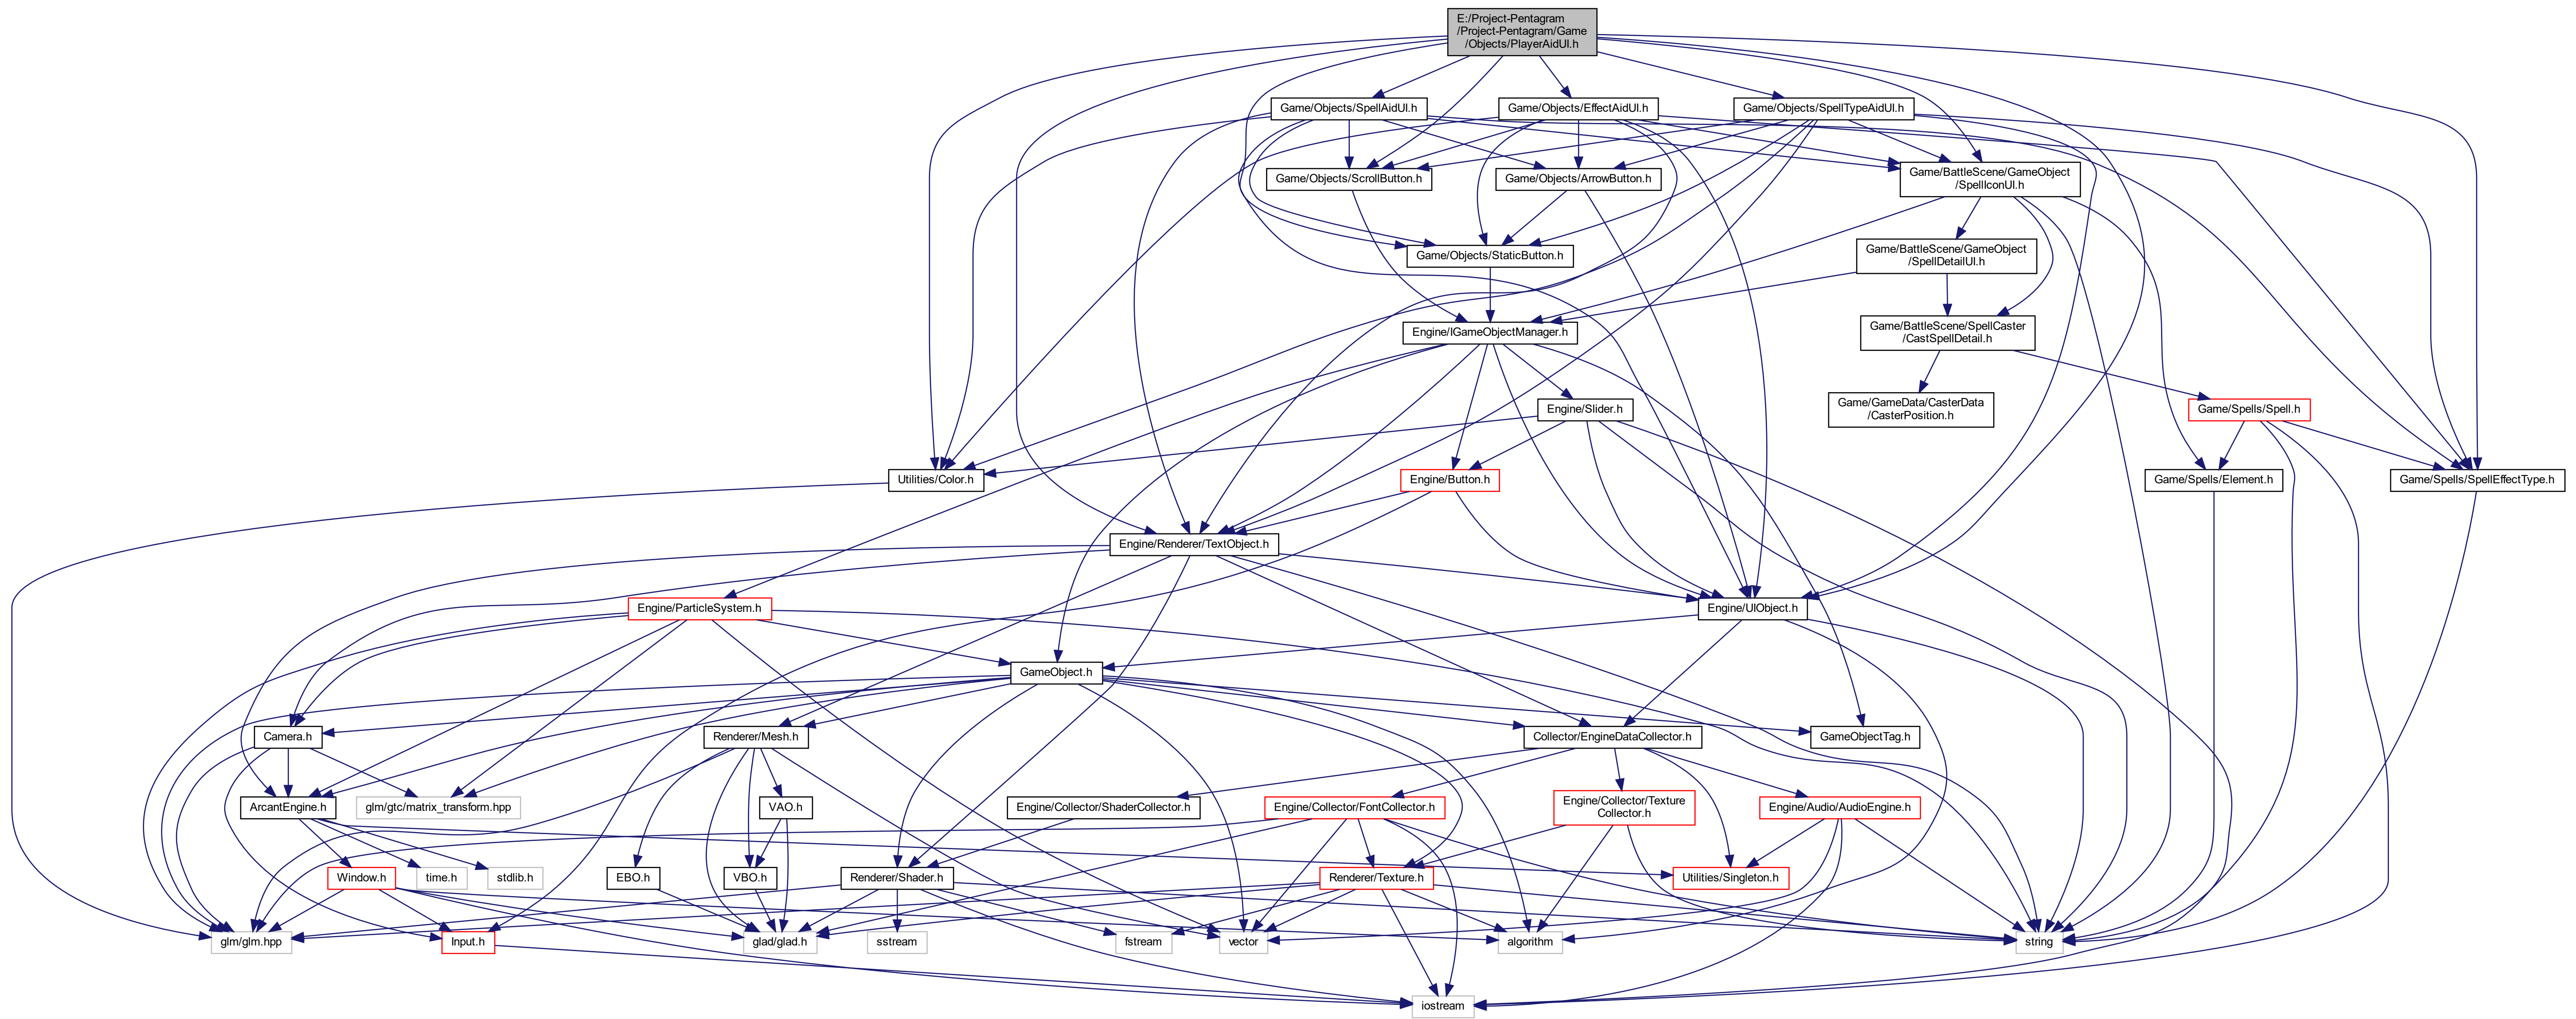 E:/Project-Pentagram
/Project-Pentagram/Game
/Objects/PlayerAidUI.h
Game/Objects/SpellAidUI.h
Game/Objects/EffectAidUI.h
Game/Objects/SpellTypeAidUI.h
Game/Objects/ScrollButton.h
Game/Objects/ArrowButton.h
Game/BattleScene/GameObject
/SpellIconUI.h
Game/Objects/StaticButton.h
Game/BattleScene/GameObject
/SpellDetailUI.h
Engine/IGameObjectManager.h
Game/BattleScene/SpellCaster
/CastSpellDetail.h
Engine/Slider.h
Game/GameData/CasterData
/CasterPosition.h
Game/Spells/Spell.h
Utilities/Color.h
Engine/Button.h
Game/Spells/Element.h
Game/Spells/SpellEffectType.h
Engine/Renderer/TextObject.h
Engine/ParticleSystem.h
Engine/UIObject.h
GameObject.h
Camera.h
Renderer/Mesh.h
Collector/EngineDataCollector.h
GameObjectTag.h
ArcantEngine.h
glm/gtc/matrix_transform.hpp
VAO.h
Engine/Collector/ShaderCollector.h
Engine/Collector/FontCollector.h
Engine/Collector/Texture
Collector.h
Engine/Audio/AudioEngine.h
Window.h
time.h
stdlib.h
EBO.h
VBO.h
Renderer/Shader.h
Renderer/Texture.h
Utilities/Singleton.h
glm/glm.hpp
Input.h
glad/glad.h
sstream
fstream
vector
algorithm
string
iostream